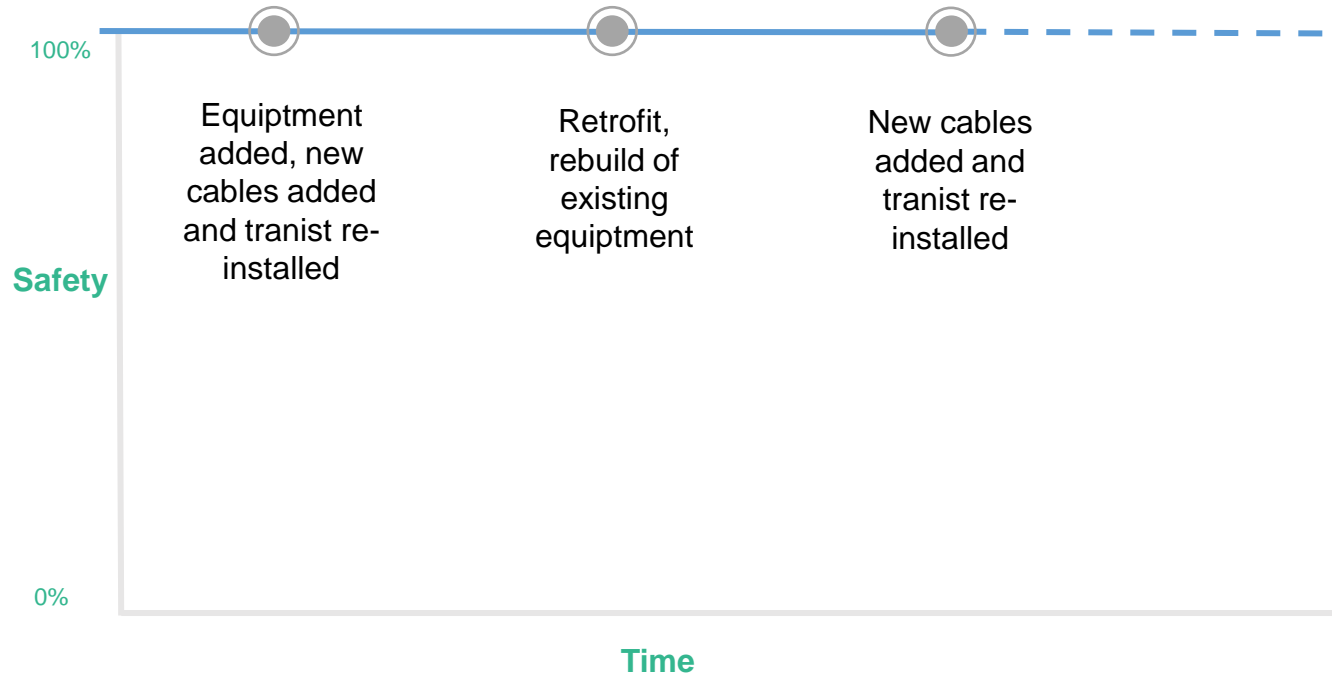 100%
Equiptment
added, new
cables added
and tranist re-
installed
Retrofit,
rebuild of
existing
equiptment
New cables
added and
tranist re-
installed
Safety
0%
Time